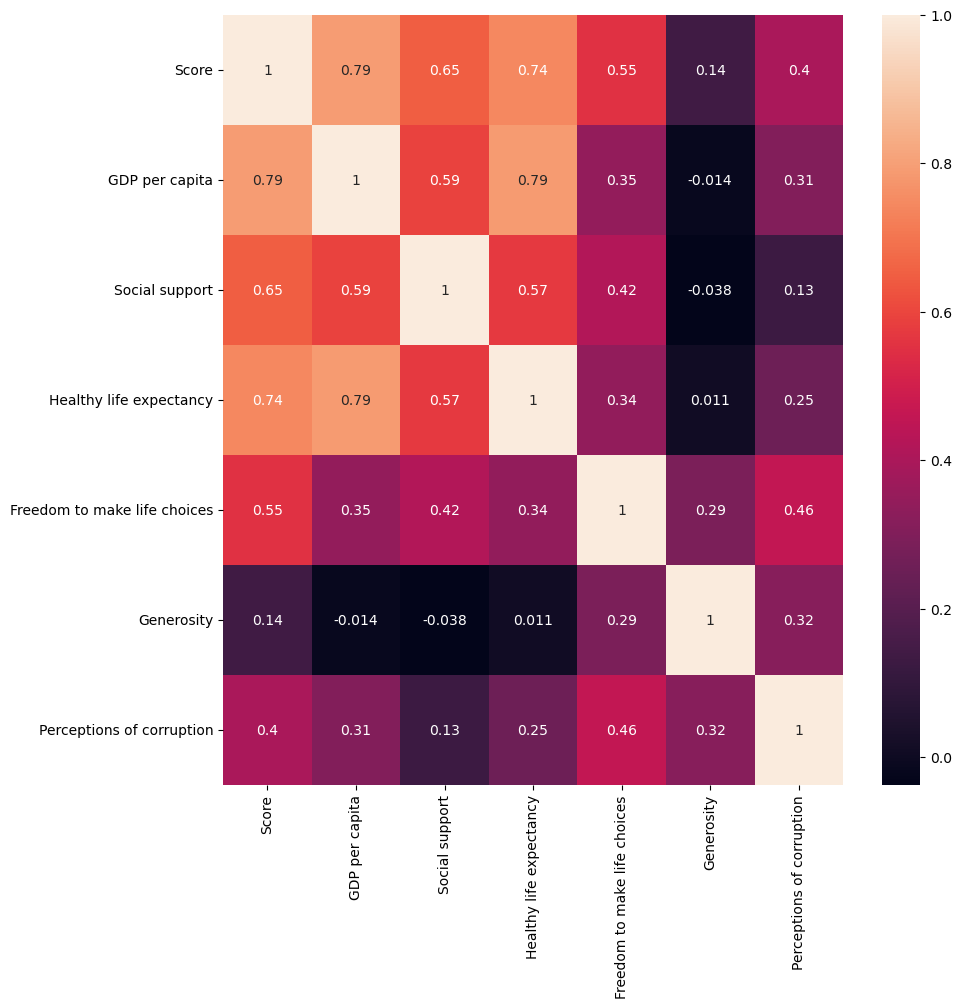 Score 1 0.79 0.65 0.74 0.55 0.14 0.4
GDP per capita 0.79 1 0.59 0.79 0.35 -0.014 0.31
Social support 0.65 0.59 1 0.57 0.42 -0.038 0.13
Healthy life expectancy 0.74 0.79 0.57 1 0.34 0.011 0.25
Freedom to make life choices 0.55 0.35 0.42 0.34 1 0.29 0.46
Generosity 0.14 -0.014 -0.038 0.011 0.29 1 0.32
Perceptions of corruption 0.4 0.31 0.13 0.25 0.46 0.32 1
Score
GDP per capita
Social support
Healthy life expectancy
Freedom to make life choices
Generosity
Perceptions of corruption
1.0
0.8
0.6
0.4
0.2
0.0